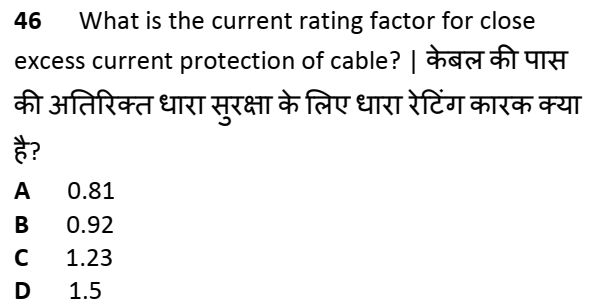 46 What is the current rating factor for close
excess current protection of cable? | केबल की पास
की अतिरिक्त धारा सुरक्षा के लिए धारा रेटिंग कारक क्या
है?
A 0.81
B 0.92
C 1.23
D 1.5